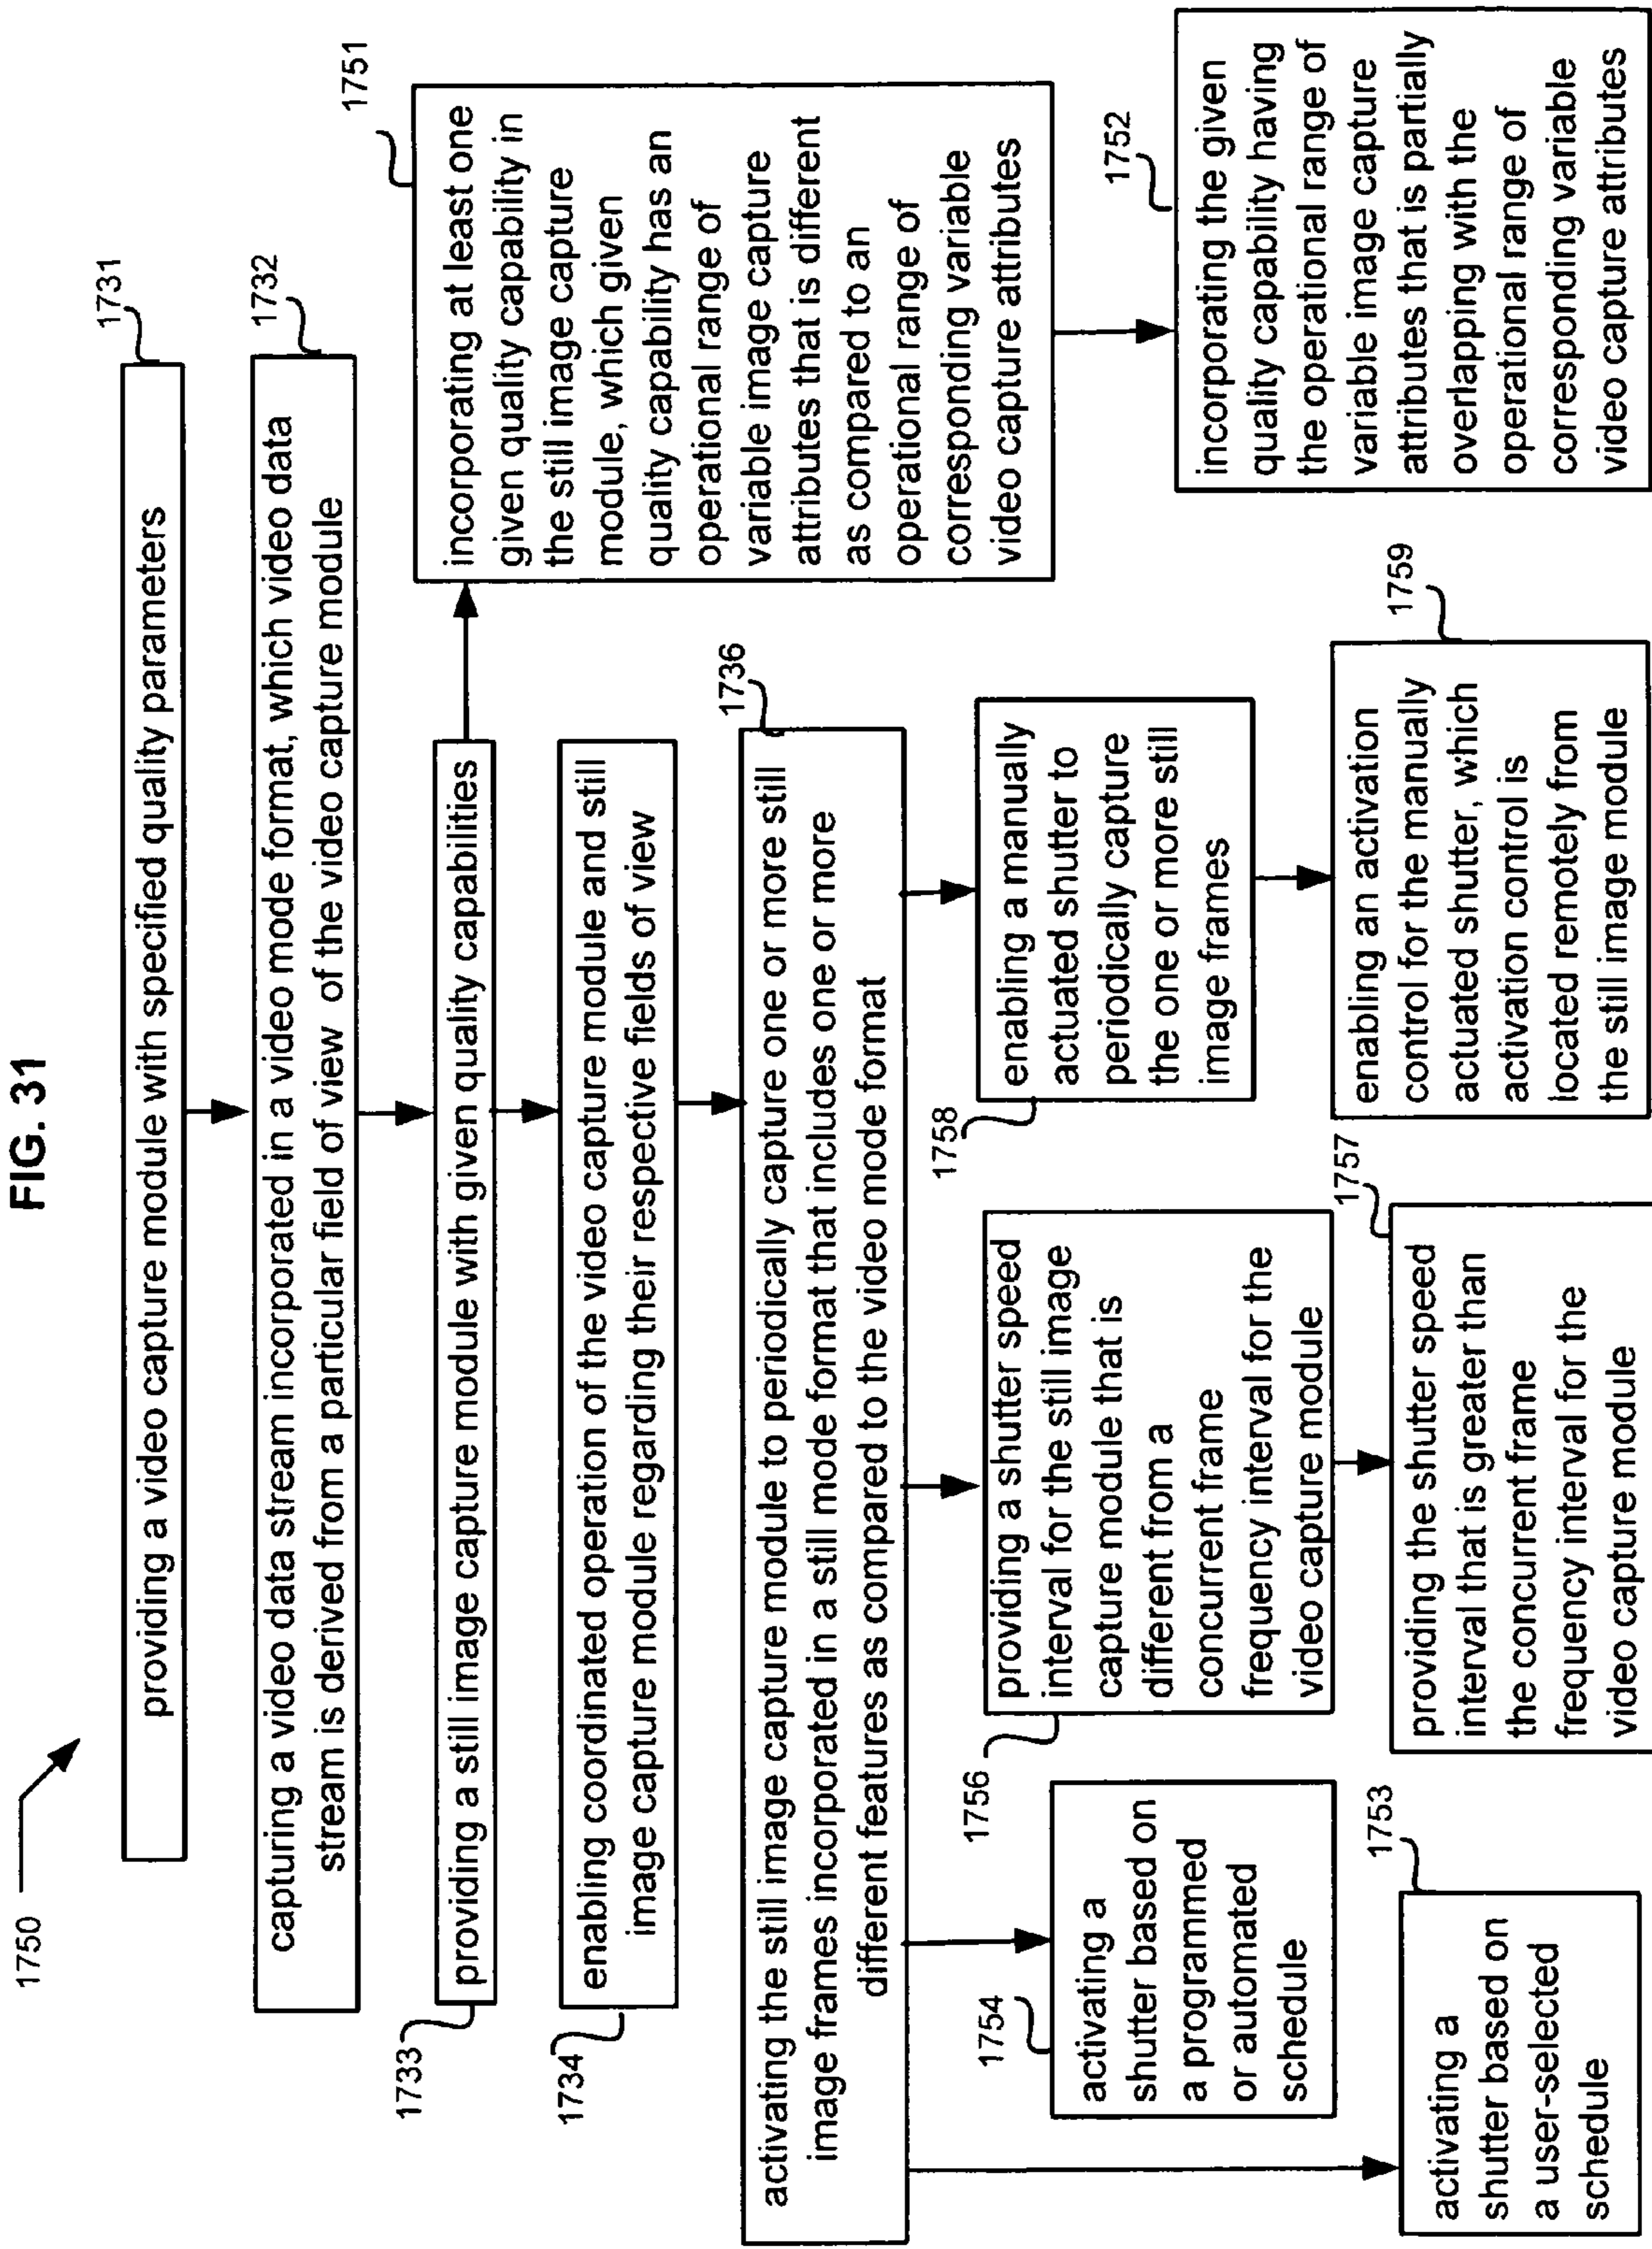 FIG. 31
1750
1731
providing a video capture module with specified quality parameters
1732
capturing a video data stream incorporated in a video mode format, which video data
stream is derived from a particular field of view of the video capture module
1733
providing a still image capture module with given quality capabilities
1751
incorporating at least one
given quality capability in
the still image capture
module, which given
quality capability has an
operational range of
variable image capture
attributes that is different
as compared to an
operational range of
corresponding variable
video capture attributes
1752
incorporating the given
quality capability having
the operational range of
variable image capture
attributes that is partially
overlapping with the
operational range of
corresponding variable
video capture attributes
1734
enabling coordinated operation of the video capture module and still
image capture module regarding their respective fields of view
1736
activating the still image capture module to periodically capture one or more still
image frames incorporated in a still mode format that includes one or more
different features as compared to the video mode format
1754
activating a
shutter based on
a programmed
or automated
schedule
1753
activating a
shutter based on
a user-selected
schedule
1756
providing a shutter speed
interval for the still image
capture module that is
different from a
concurrent frame
frequency interval for the
video capture module
1757
providing the shutter speed
interval that is greater than
the concurrent frame
frequency interval for the
video capture module
1758
enabling a manually
actuated shutter to
periodically capture
the one or more still
image frames
1759
enabling an activation
control for the manually
actuated shutter, which
activation control is
located remotely from
the still image module